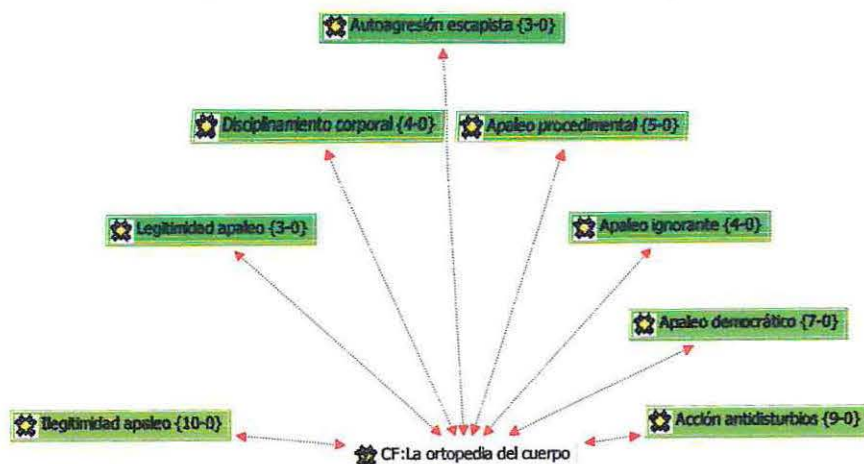 Autoagresión escapista {3-0}
Disciplinamiento corporal {4-0}
Apaleo procedimental {5-0}
Legitimidad apaleo {3-0}
Apaleo ignorante {4-0}
Apaleo democrático {7-0}
Ilegitimidad apaleo {10-0}
Acción antidisturbios {9-0}
CF:La ortopedia del cuerpo